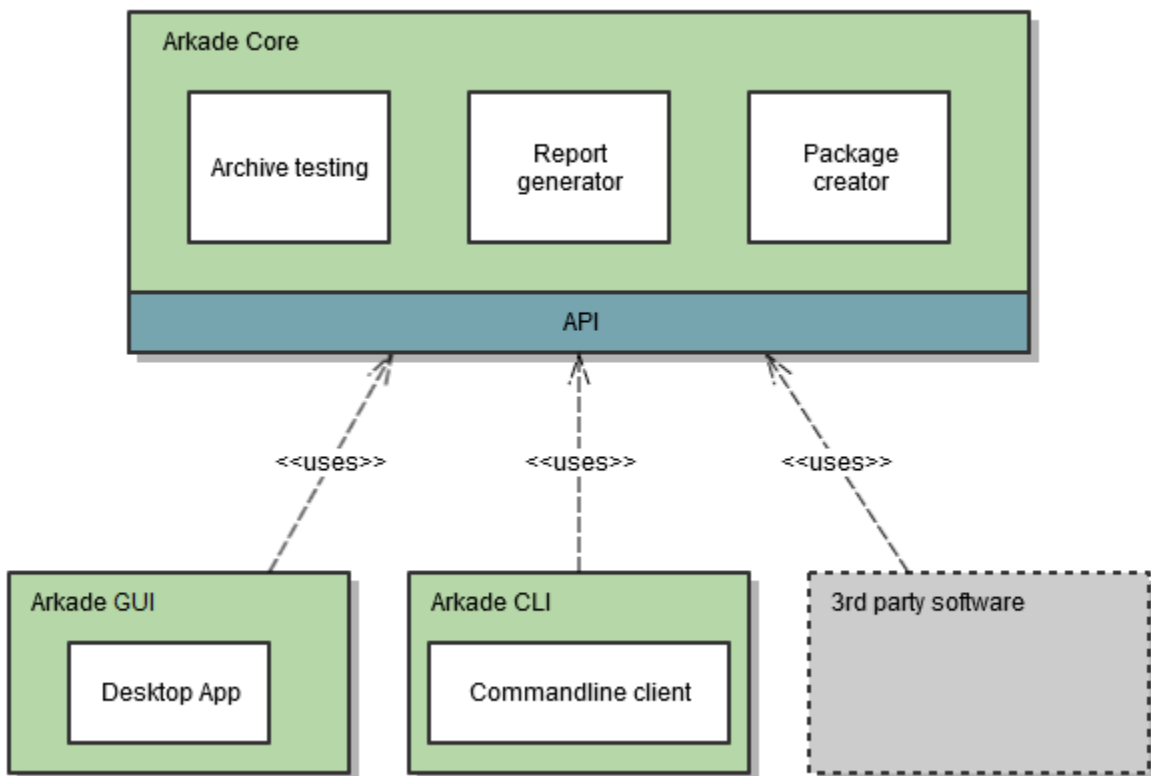 Arkade Core
Archive testing
Report
generator
Package
creator
API
<<uses>>
<<uses>>
<<uses>>
Arkade GUI
Desktop App
Arkade CLI
Commandline client
3rd party software